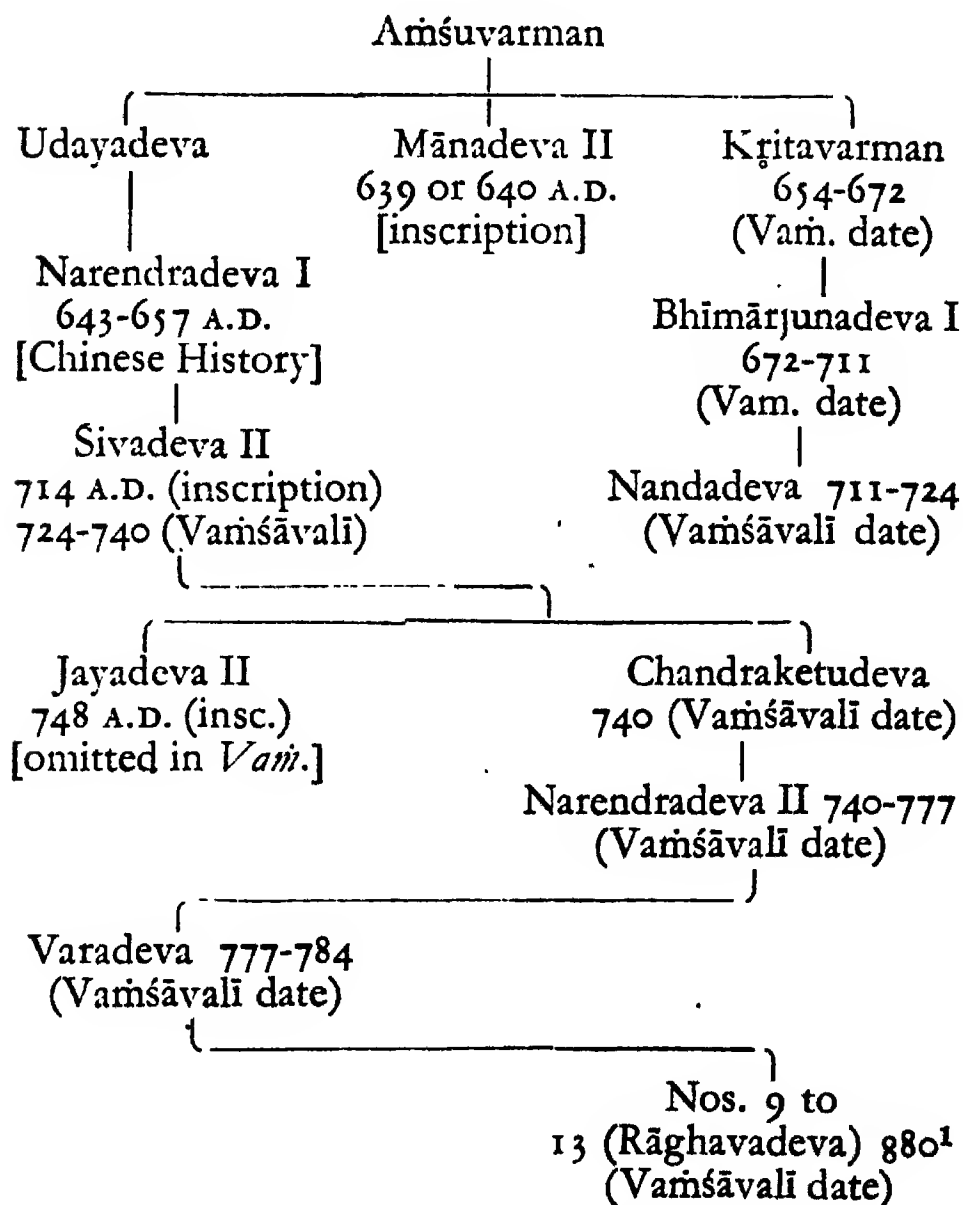 Aṁśuvarman
Udayadeva
Mānadeva II
639 or 640 A.D.
[inscription]
Kṛitavarman
654-672
(Vaṁ. date)
Narendradeva I
643-657 A.D.
[Chinese History]
Bhīmārjunadeva I
672-711
(Vam. date)
Śivadeva II
714 A.D. (inscription)
724-740 (Vaṁśāvalī)
Nandadeva 711-724
(Vaṁśāvalī date)
Jayadeva II
748 A.D. (insc.)
[omitted in Vaṁ.]
Chandraketudeva
740 (Vaṁśāvalī date)
Narendradeva II 740-777
(Vaṁśāvalī date)
Varadeva 777-784
(Vaṁśāvalī date)
Nos. 9 to
13 (Rāghavadeva) 880¹
(Vaṁśāvalī date)